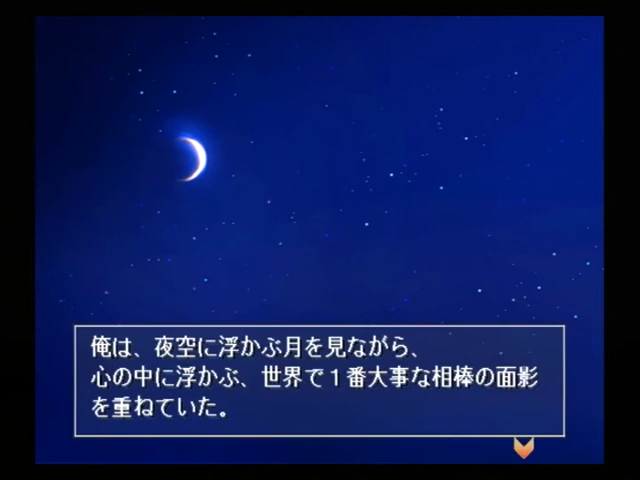 俺は、夜空に浮かぶ月を見ながら、
心の中に浮かぶ、世界で１番大事な相棒の面影
を重ねていた。